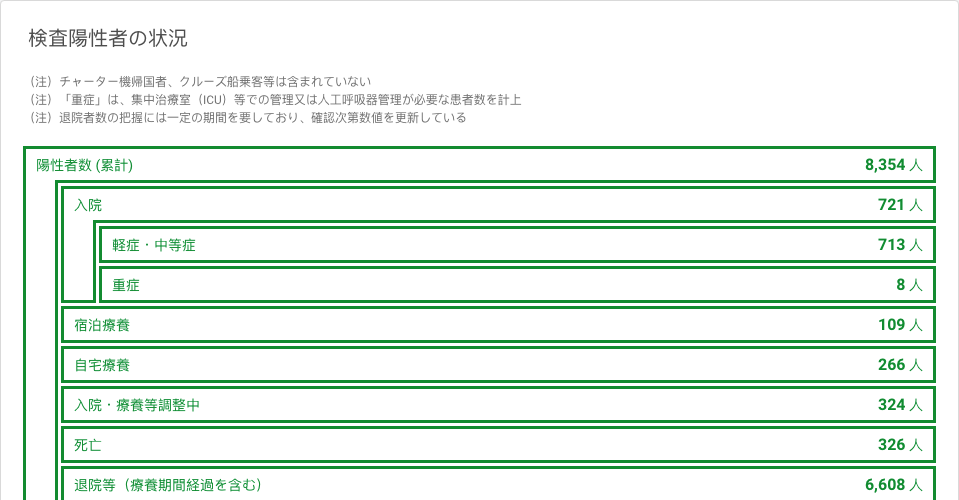 検査陽性者の状況
（注）チャーター機帰国者、クルーズ船乗客等は含まれていない
（注）「重症」は、集中治療室（ICU）等での管理又は人工呼吸器管理が必要な患者数を計上
（注）退院者数の把握には一定の期間を要しており、確認次第数値を更新している
陽性者数 (累計) 8,354 人
入院 721 人
軽症・中等症 713 人
重症 8 人
宿泊療養 109 人
自宅療養 266 人
入院・療養等調整中 324 人
死亡 326 人
退院等（療養期間経過を含む） 6,608 人